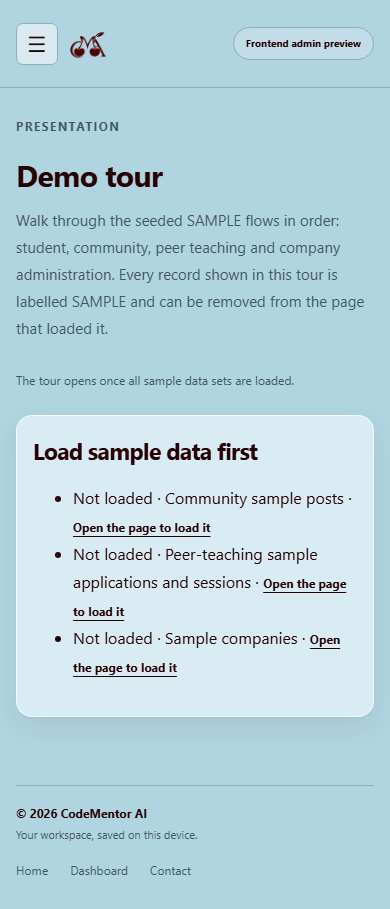 ☰
Frontend admin preview
PRESENTATION
Demo tour
Walk through the seeded SAMPLE flows in order:
student, community, peer teaching and company
administration. Every record shown in this tour is
labelled SAMPLE and can be removed from the page
that loaded it.
The tour opens once all sample data sets are loaded.
Load sample data first
• Not loaded · Community sample posts ·
Open the page to load it
• Not loaded · Peer-teaching sample
applications and sessions · Open the page
to load it
• Not loaded · Sample companies · Open
the page to load it
© 2026 CodeMentor AI
Your workspace, saved on this device.
Home Dashboard Contact